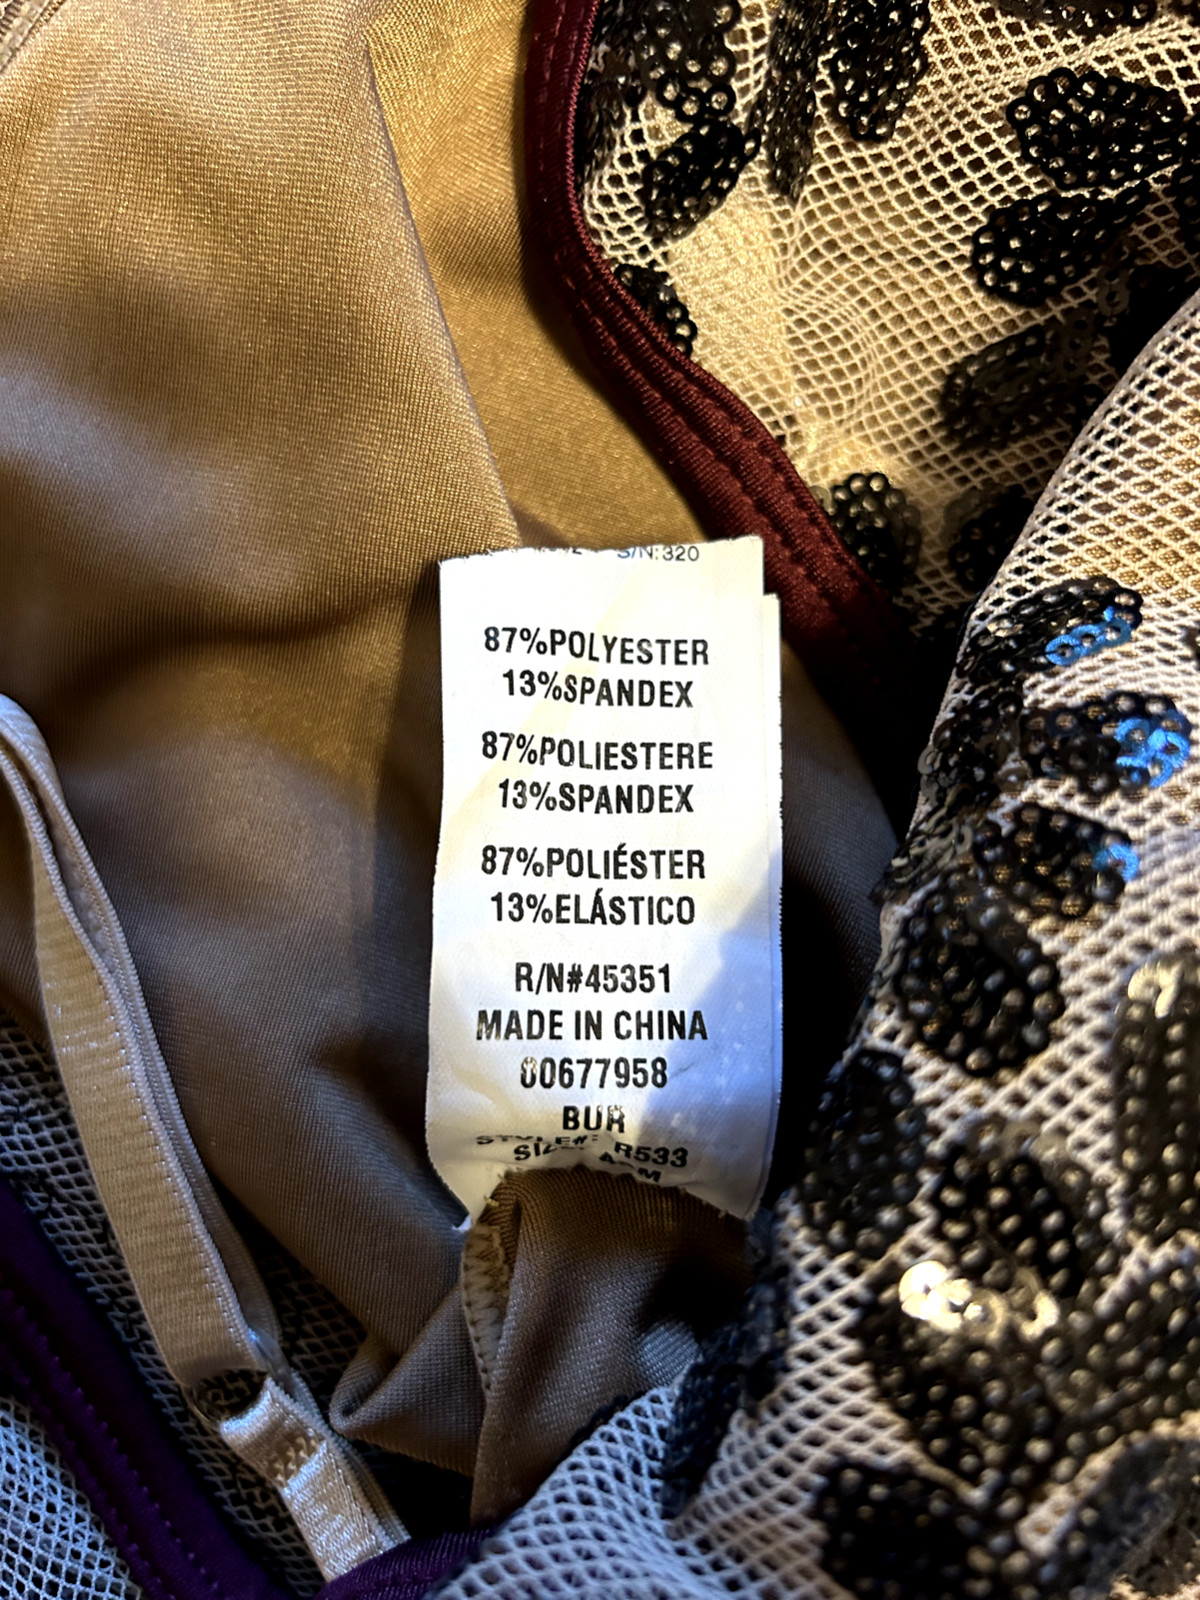 S/N:320
87%POLYESTER
13%SPANDEX
87%POLIESTERE
13%SPANDEX
87%POLIÉSTER
13%ELÁSTICO
R/N#45351
MADE IN CHINA
00677958
BUR
STYLE#: R533